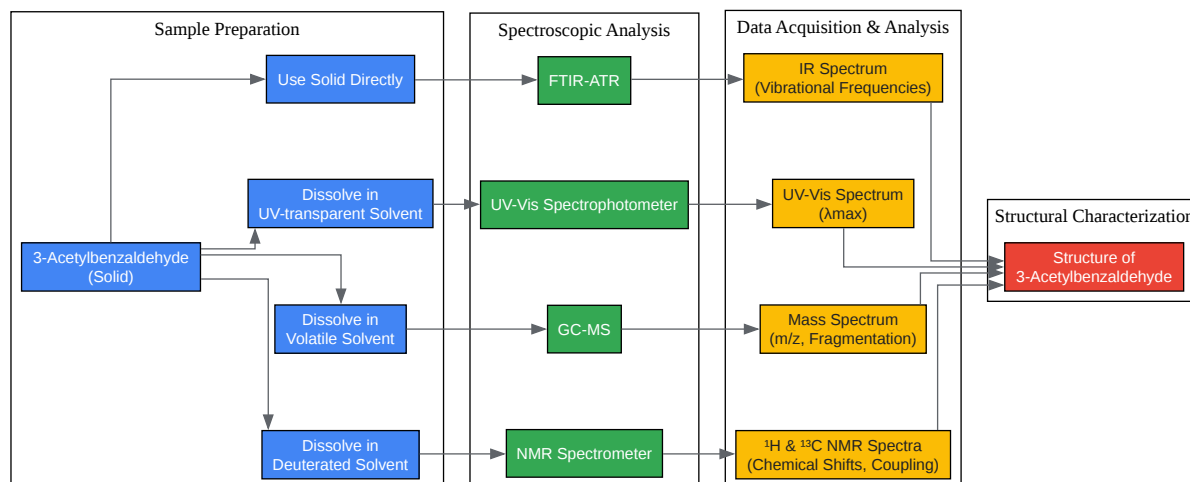 Sample Preparation
Spectroscopic Analysis
Data Acquisition & Analysis
Use Solid Directly
FTIR-ATR
IR Spectrum
(Vibrational Frequencies)
Dissolve in
UV-transparent Solvent
UV-Vis Spectrophotometer
UV-Vis Spectrum
(λmax)
Structural Characterization
3-Acetylbenzaldehyde
(Solid)
Structure of
3-Acetylbenzaldehyde
Dissolve in
Volatile Solvent
GC-MS
Mass Spectrum
(m/z, Fragmentation)
Dissolve in
Deuterated Solvent
NMR Spectrometer
¹H & ¹³C NMR Spectra
(Chemical Shifts, Coupling)